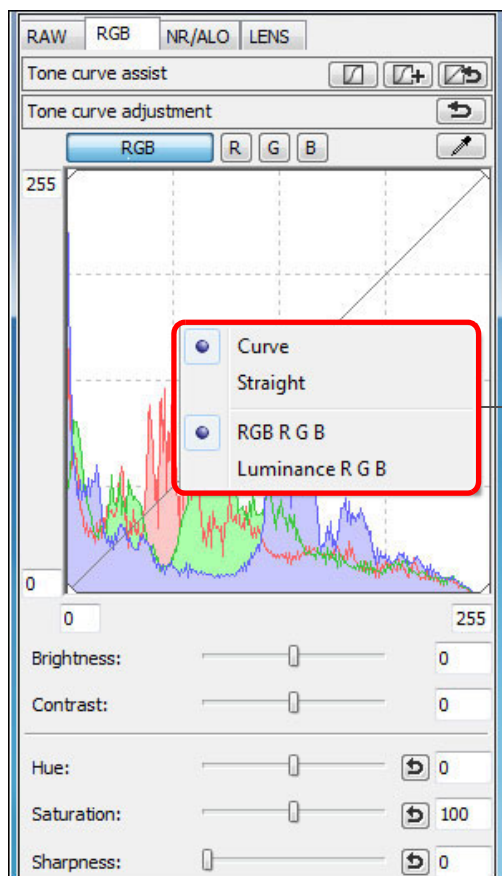 RAW RGB NR/ALO LENS
Tone curve assist
Tone curve adjustment
RGB R G B
255
Curve
Straight
RGB R G B
Luminance R G B
0
0 255
Brightness: 0
Contrast: 0
Hue: 0
Saturation: 100
Sharpness: 0